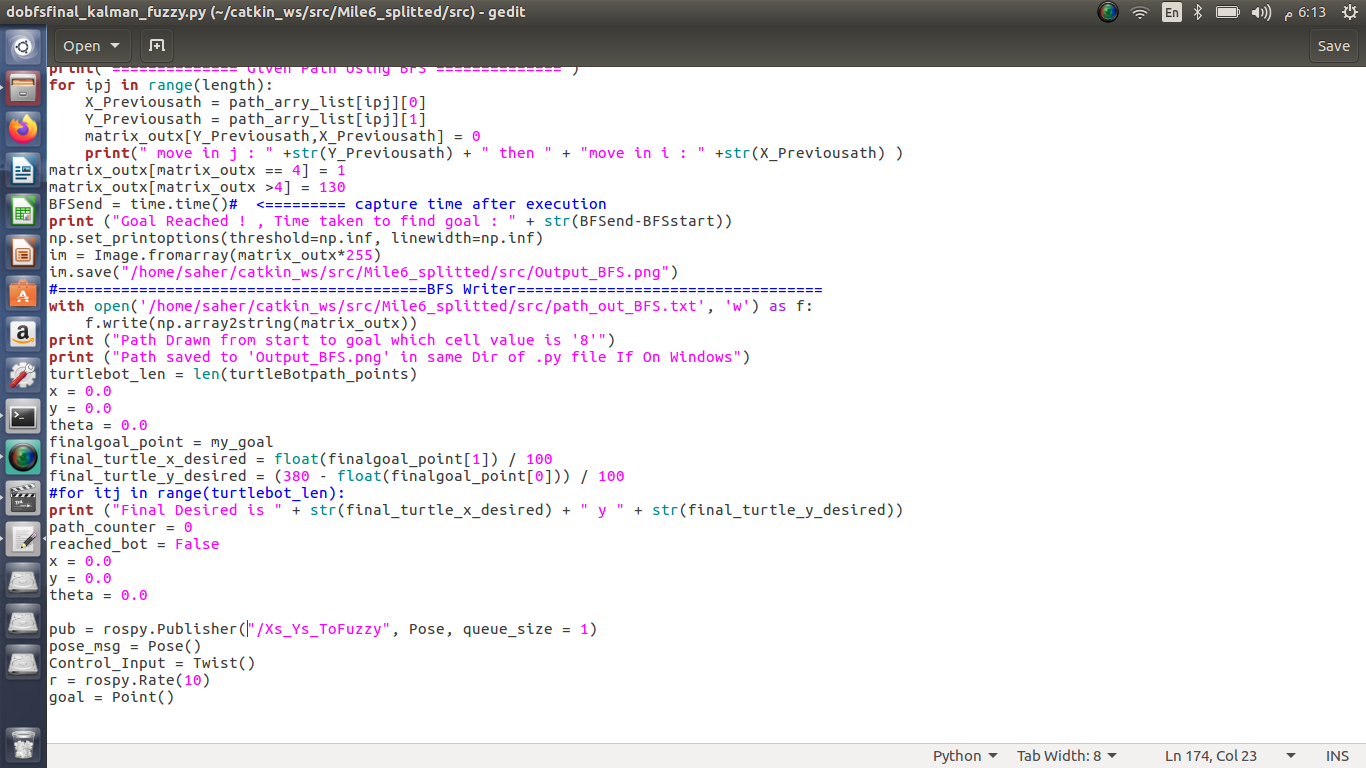 dobfsfinal_kalman_fuzzy.py (~/catkin_ws/src/Mile6_splitted/src) - gedit
En
6:13 م
Open
Save
print(" ============== Given Path Using BFS ============== ")
for ipj in range(length):
    X_Previousath = path_arry_list[ipj][0]
    Y_Previousath = path_arry_list[ipj][1]
    matrix_outx[Y_Previousath,X_Previousath] = 0
    print(" move in j : " +str(Y_Previousath) + " then " + "move in i : " +str(X_Previousath) )
matrix_outx[matrix_outx == 4] = 1
matrix_outx[matrix_outx >4] = 130
BFSend = time.time()#  <========= capture time after execution
print ("Goal Reached ! , Time taken to find goal : " + str(BFSend-BFSstart))
np.set_printoptions(threshold=np.inf, linewidth=np.inf)
im = Image.fromarray(matrix_outx*255)
im.save("/home/saher/catkin_ws/src/Mile6_splitted/src/Output_BFS.png")
#=========================================BFS Writer==================================
with open('/home/saher/catkin_ws/src/Mile6_splitted/src/path_out_BFS.txt', 'w') as f:
    f.write(np.array2string(matrix_outx))
print ("Path Drawn from start to goal which cell value is '8'")
print ("Path saved to 'Output_BFS.png' in same Dir of .py file If On Windows")
turtlebot_len = len(turtleBotpath_points)
x = 0.0
y = 0.0
theta = 0.0
finalgoal_point = my_goal
final_turtle_x_desired = float(finalgoal_point[1]) / 100
final_turtle_y_desired = (380 - float(finalgoal_point[0])) / 100
#for itj in range(turtlebot_len):
print ("Final Desired is " + str(final_turtle_x_desired) + " y " + str(final_turtle_y_desired))
path_counter = 0
reached_bot = False
x = 0.0
y = 0.0
theta = 0.0
pub = rospy.Publisher("/Xs_Ys_ToFuzzy", Pose, queue_size = 1)
pose_msg = Pose()
Control_Input = Twist()
r = rospy.Rate(10)
goal = Point()
Python
Tab Width: 8
Ln 174, Col 23
INS